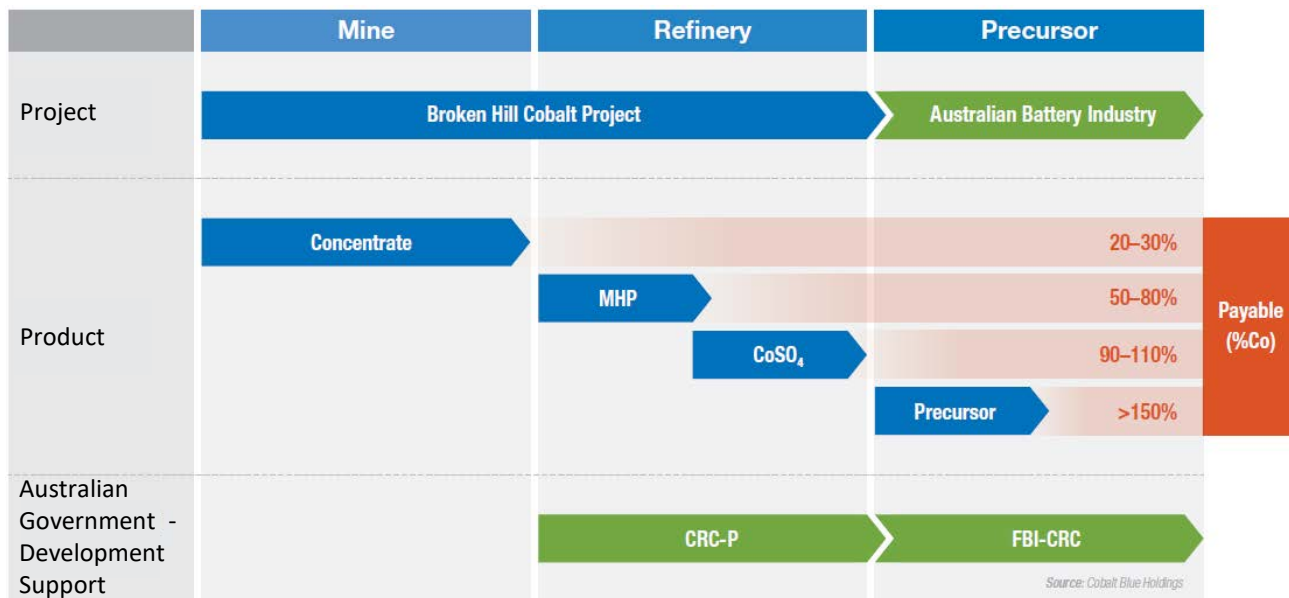 Mine Refinery Precursor
Project
Broken Hill Cobalt Project Australian Battery Industry
Product
Concentrate 20–30%
MHP 50–80%
CoSO₄ 90–110%
Precursor >150%
Payable
(%Co)
Australian
Government -
Development
Support
CRC-P FBI-CRC
Source: Cobalt Blue Holdings